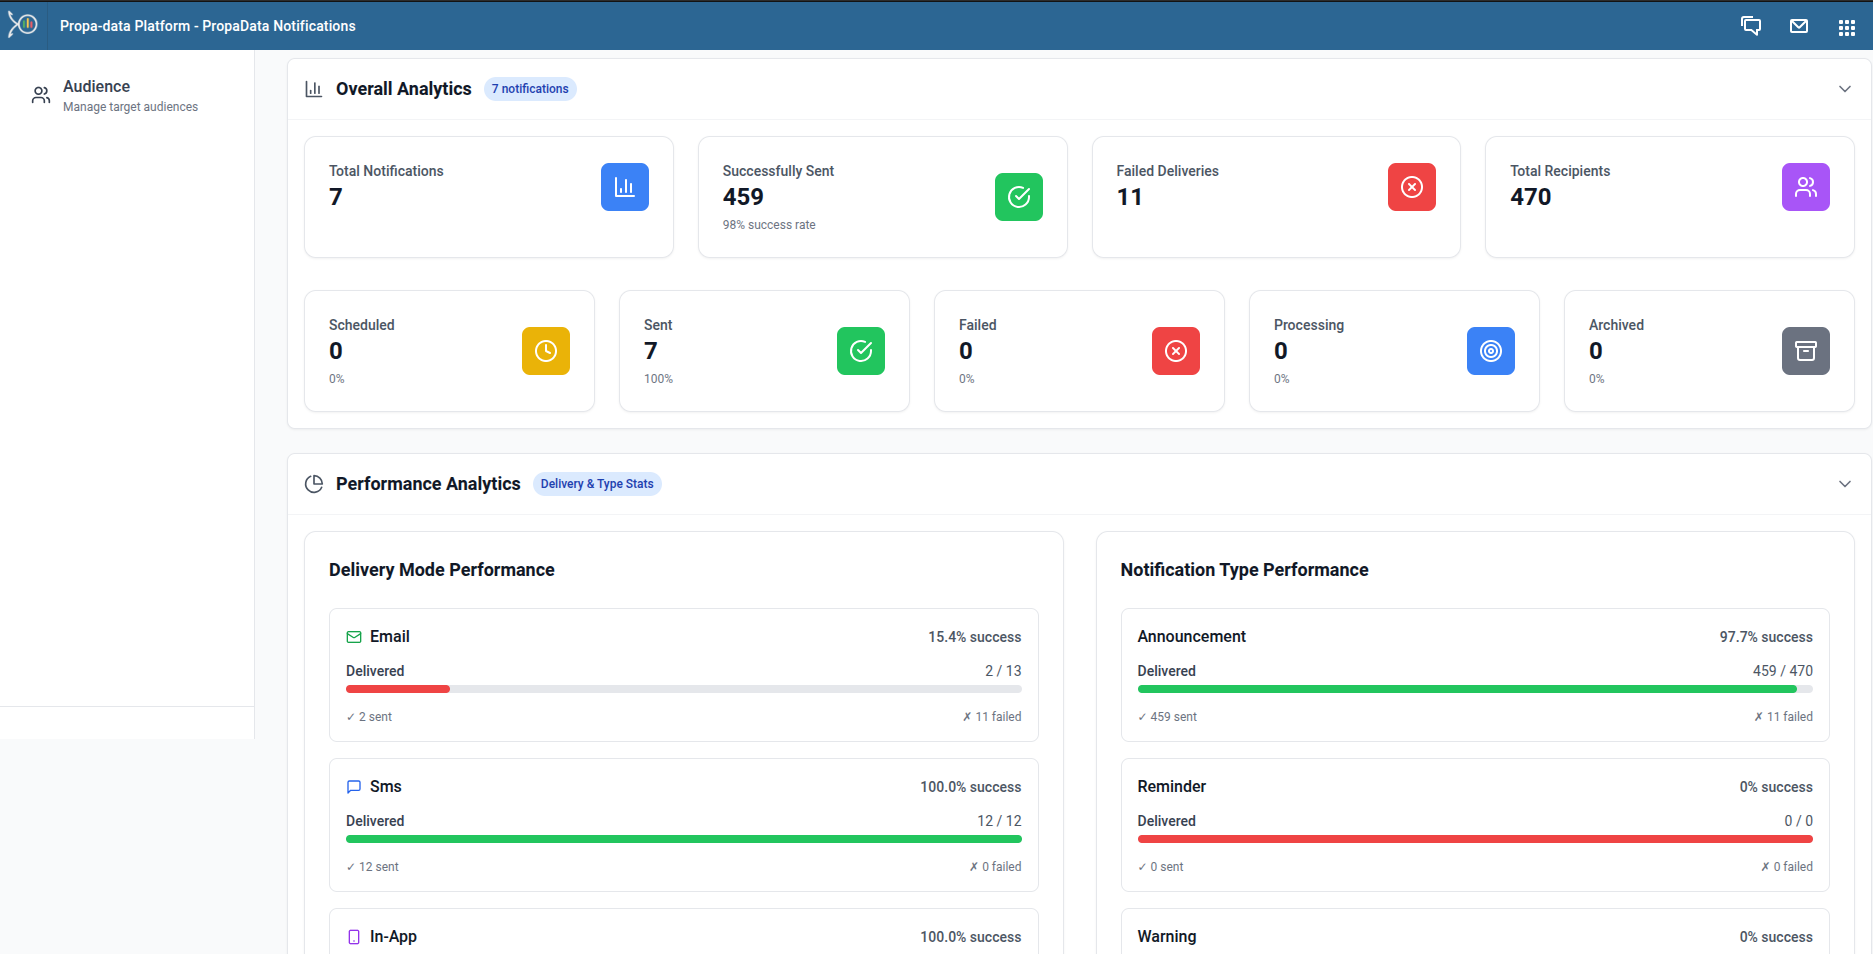 Propa-data Platform - PropaData Notifications
Audience
Manage target audiences
Overall Analytics
7 notifications
Total Notifications
7
Successfully Sent
459
98% success rate
Failed Deliveries
11
Total Recipients
470
Scheduled
0
0%
Sent
7
100%
Failed
0
0%
Processing
0
0%
Archived
0
0%
Performance Analytics
Delivery & Type Stats
Delivery Mode Performance
Email
15.4% success
Delivered
2 / 13
✓ 2 sent
✗ 11 failed
Sms
100.0% success
Delivered
12 / 12
✓ 12 sent
✗ 0 failed
In-App
100.0% success
Notification Type Performance
Announcement
97.7% success
Delivered
459 / 470
✓ 459 sent
✗ 11 failed
Reminder
0% success
Delivered
0 / 0
✓ 0 sent
✗ 0 failed
Warning
0% success